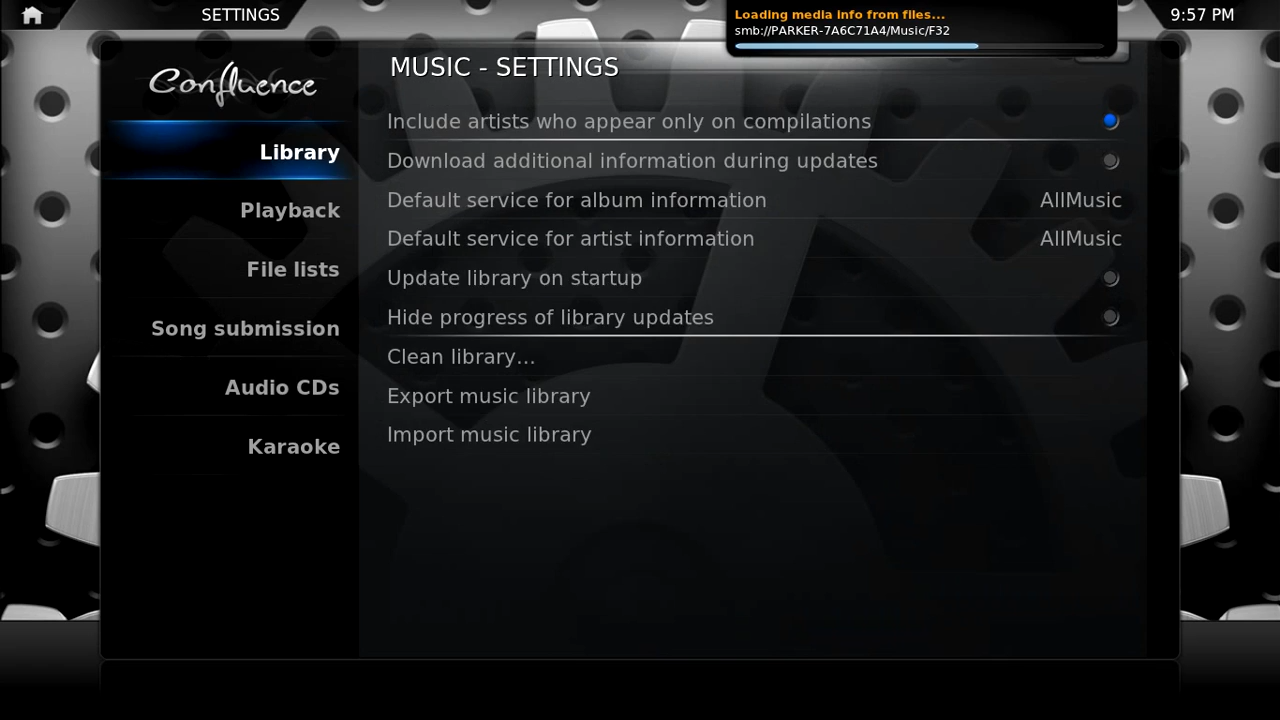 SETTINGS
Loading media info from files...
smb://PARKER-7A6C71A4/Music/F32
9:57 PM
Confluence
MUSIC - SETTINGS
Library
Playback
File lists
Song submission
Audio CDs
Karaoke
Include artists who appear only on compilations
Download additional information during updates
Default service for album information AllMusic
Default service for artist information AllMusic
Update library on startup
Hide progress of library updates
Clean library...
Export music library
Import music library